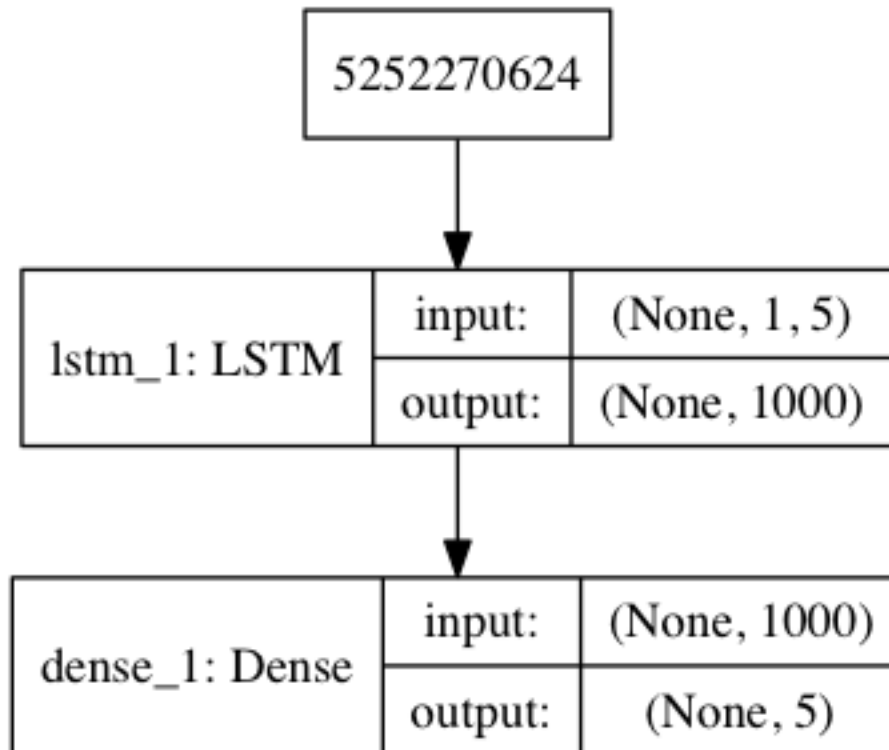 5252270624
lstm_1: LSTM
input:
(None, 1, 5)
output:
(None, 1000)
dense_1: Dense
input:
(None, 1000)
output:
(None, 5)